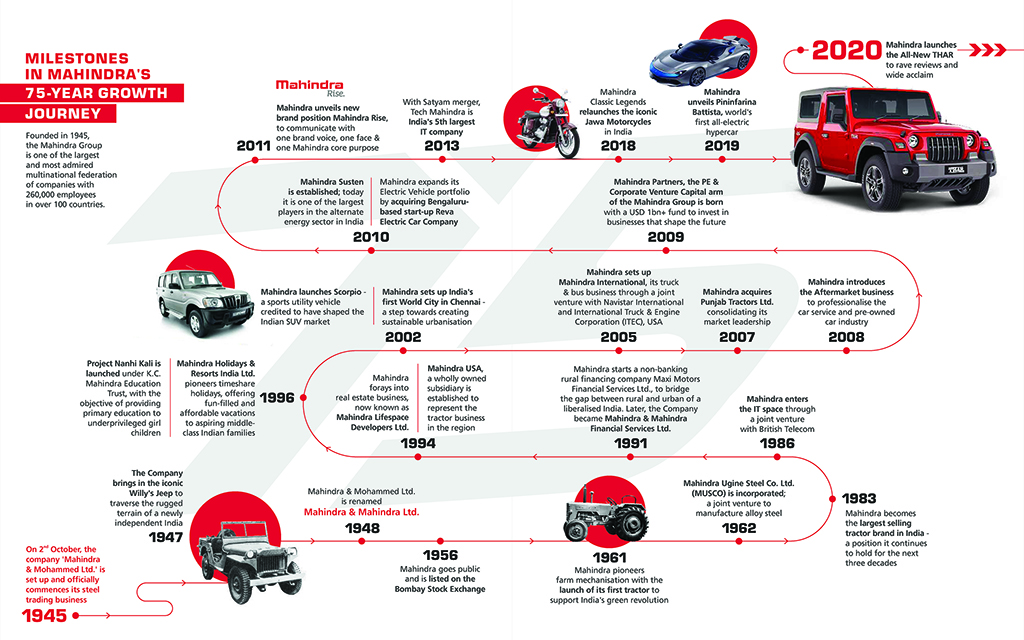 MILESTONES
IN MAHINDRA'S
75-YEAR GROWTH
JOURNEY
Founded in 1945,
the Mahindra Group
is one of the largest
and most admired
multinational federation
of companies with
260,000 employees
in over 100 countries.
On 2nd October, the
company 'Mahindra
& Mohammed Ltd.' is
set up and officially
commences its steel
trading business
1945
The Company
brings in the iconic
Willy's Jeep to
traverse the rugged
terrain of a newly
independent India
1947
Mahindra & Mohammed Ltd.
is renamed
Mahindra & Mahindra Ltd.
1948
1956
Mahindra goes public
and is listed on the
Bombay Stock Exchange
1961
Mahindra pioneers
farm mechanisation with the
launch of its first tractor to
support India's green revolution
Mahindra Ugine Steel Co. Ltd.
(MUSCO) is incorporated;
a joint venture to
manufacture alloy steel
1962
1983
Mahindra becomes
the largest selling
tractor brand in India -
a position it continues
to hold for the next
three decades
Mahindra enters
the IT space through
a joint venture
with British Telecom
1986
Mahindra starts a non-banking
rural financing company Maxi Motors
Financial Services Ltd., to bridge
the gap between rural and urban of a
liberalised India. Later, the Company
became Mahindra & Mahindra
Financial Services Ltd.
1991
Mahindra
forays into
real estate business,
now known as
Mahindra Lifespace
Developers Ltd.
Mahindra USA,
a wholly owned
subsidiary is
established to
represent the
tractor business
in the region
1994
Project Nanhi Kali is
launched under K.C.
Mahindra Education
Trust, with the
objective of providing
primary education to
underprivileged girl
children
Mahindra Holidays &
Resorts India Ltd.
pioneers timeshare
holidays, offering
fun-filled and
affordable vacations
to aspiring middle-
class Indian families
1996
Mahindra launches Scorpio -
a sports utility vehicle
credited to have shaped the
Indian SUV market
Mahindra sets up India's
first World City in Chennai -
a step towards creating
sustainable urbanisation
2002
Mahindra sets up
Mahindra International, its truck
& bus business through a joint
venture with Navistar International
and International Truck & Engine
Corporation (ITEC), USA
2005
Mahindra acquires
Punjab Tractors Ltd.
consolidating its
market leadership
2007
Mahindra introduces
the Aftermarket business
to professionalise the
car service and pre-owned
car industry
2008
Mahindra Partners, the PE &
Corporate Venture Capital arm
of the Mahindra Group is born
with a USD 1bn+ fund to invest in
businesses that shape the future
2009
Mahindra Susten
is established; today
it is one of the largest
players in the alternate
energy sector in India
Mahindra expands its
Electric Vehicle portfolio
by acquiring Bengaluru-
based start-up Reva
Electric Car Company
2010
Mahindra
Rise.
Mahindra unveils new
brand position Mahindra Rise,
to communicate with
one brand voice, one face &
one Mahindra core purpose
2011
With Satyam merger,
Tech Mahindra is
India's 5th largest
IT company
2013
Mahindra
Classic Legends
relaunches the iconic
Jawa Motorcycles
in India
2018
Mahindra
unveils Pininfarina
Battista, world's
first all-electric
hypercar
2019
2020
Mahindra launches
the All-New THAR
to rave reviews and
wide acclaim
THAR